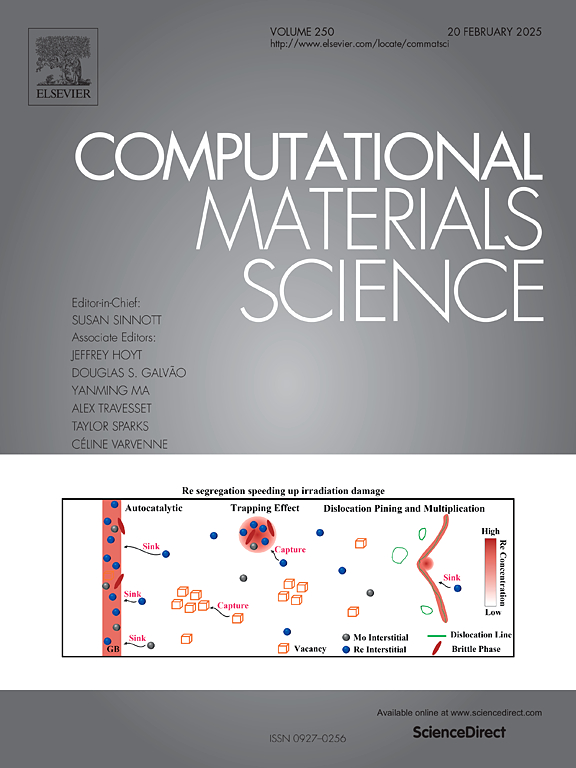 VOLUME 250
20 FEBRUARY 2025
http://www.elsevier.com/locate/commatsci
ELSEVIER
COMPUTATIONAL
MATERIALS
SCIENCE
Editor-in-Chief:
SUSAN SINNOTT
Associate Editors:
JEFFREY HOYT
DOUGLAS S. GALVÃO
YANMING MA
ALEX TRAVESSET
TAYLOR SPARKS
CÉLINE VARVENNE
Re segregation speeding up irradiation damage
Autocatalytic
Trapping Effect
Dislocation Pining and Multiplication
Sink
Sink
Sink
GB
Capture
Capture
Sink
High
Re Concentration
Low
Mo Interstitial
Dislocation Line
Vacancy
Re Interstitial
Brittle Phase
Available online at www.sciencedirect.com
ScienceDirect
ISSN 0927-0256